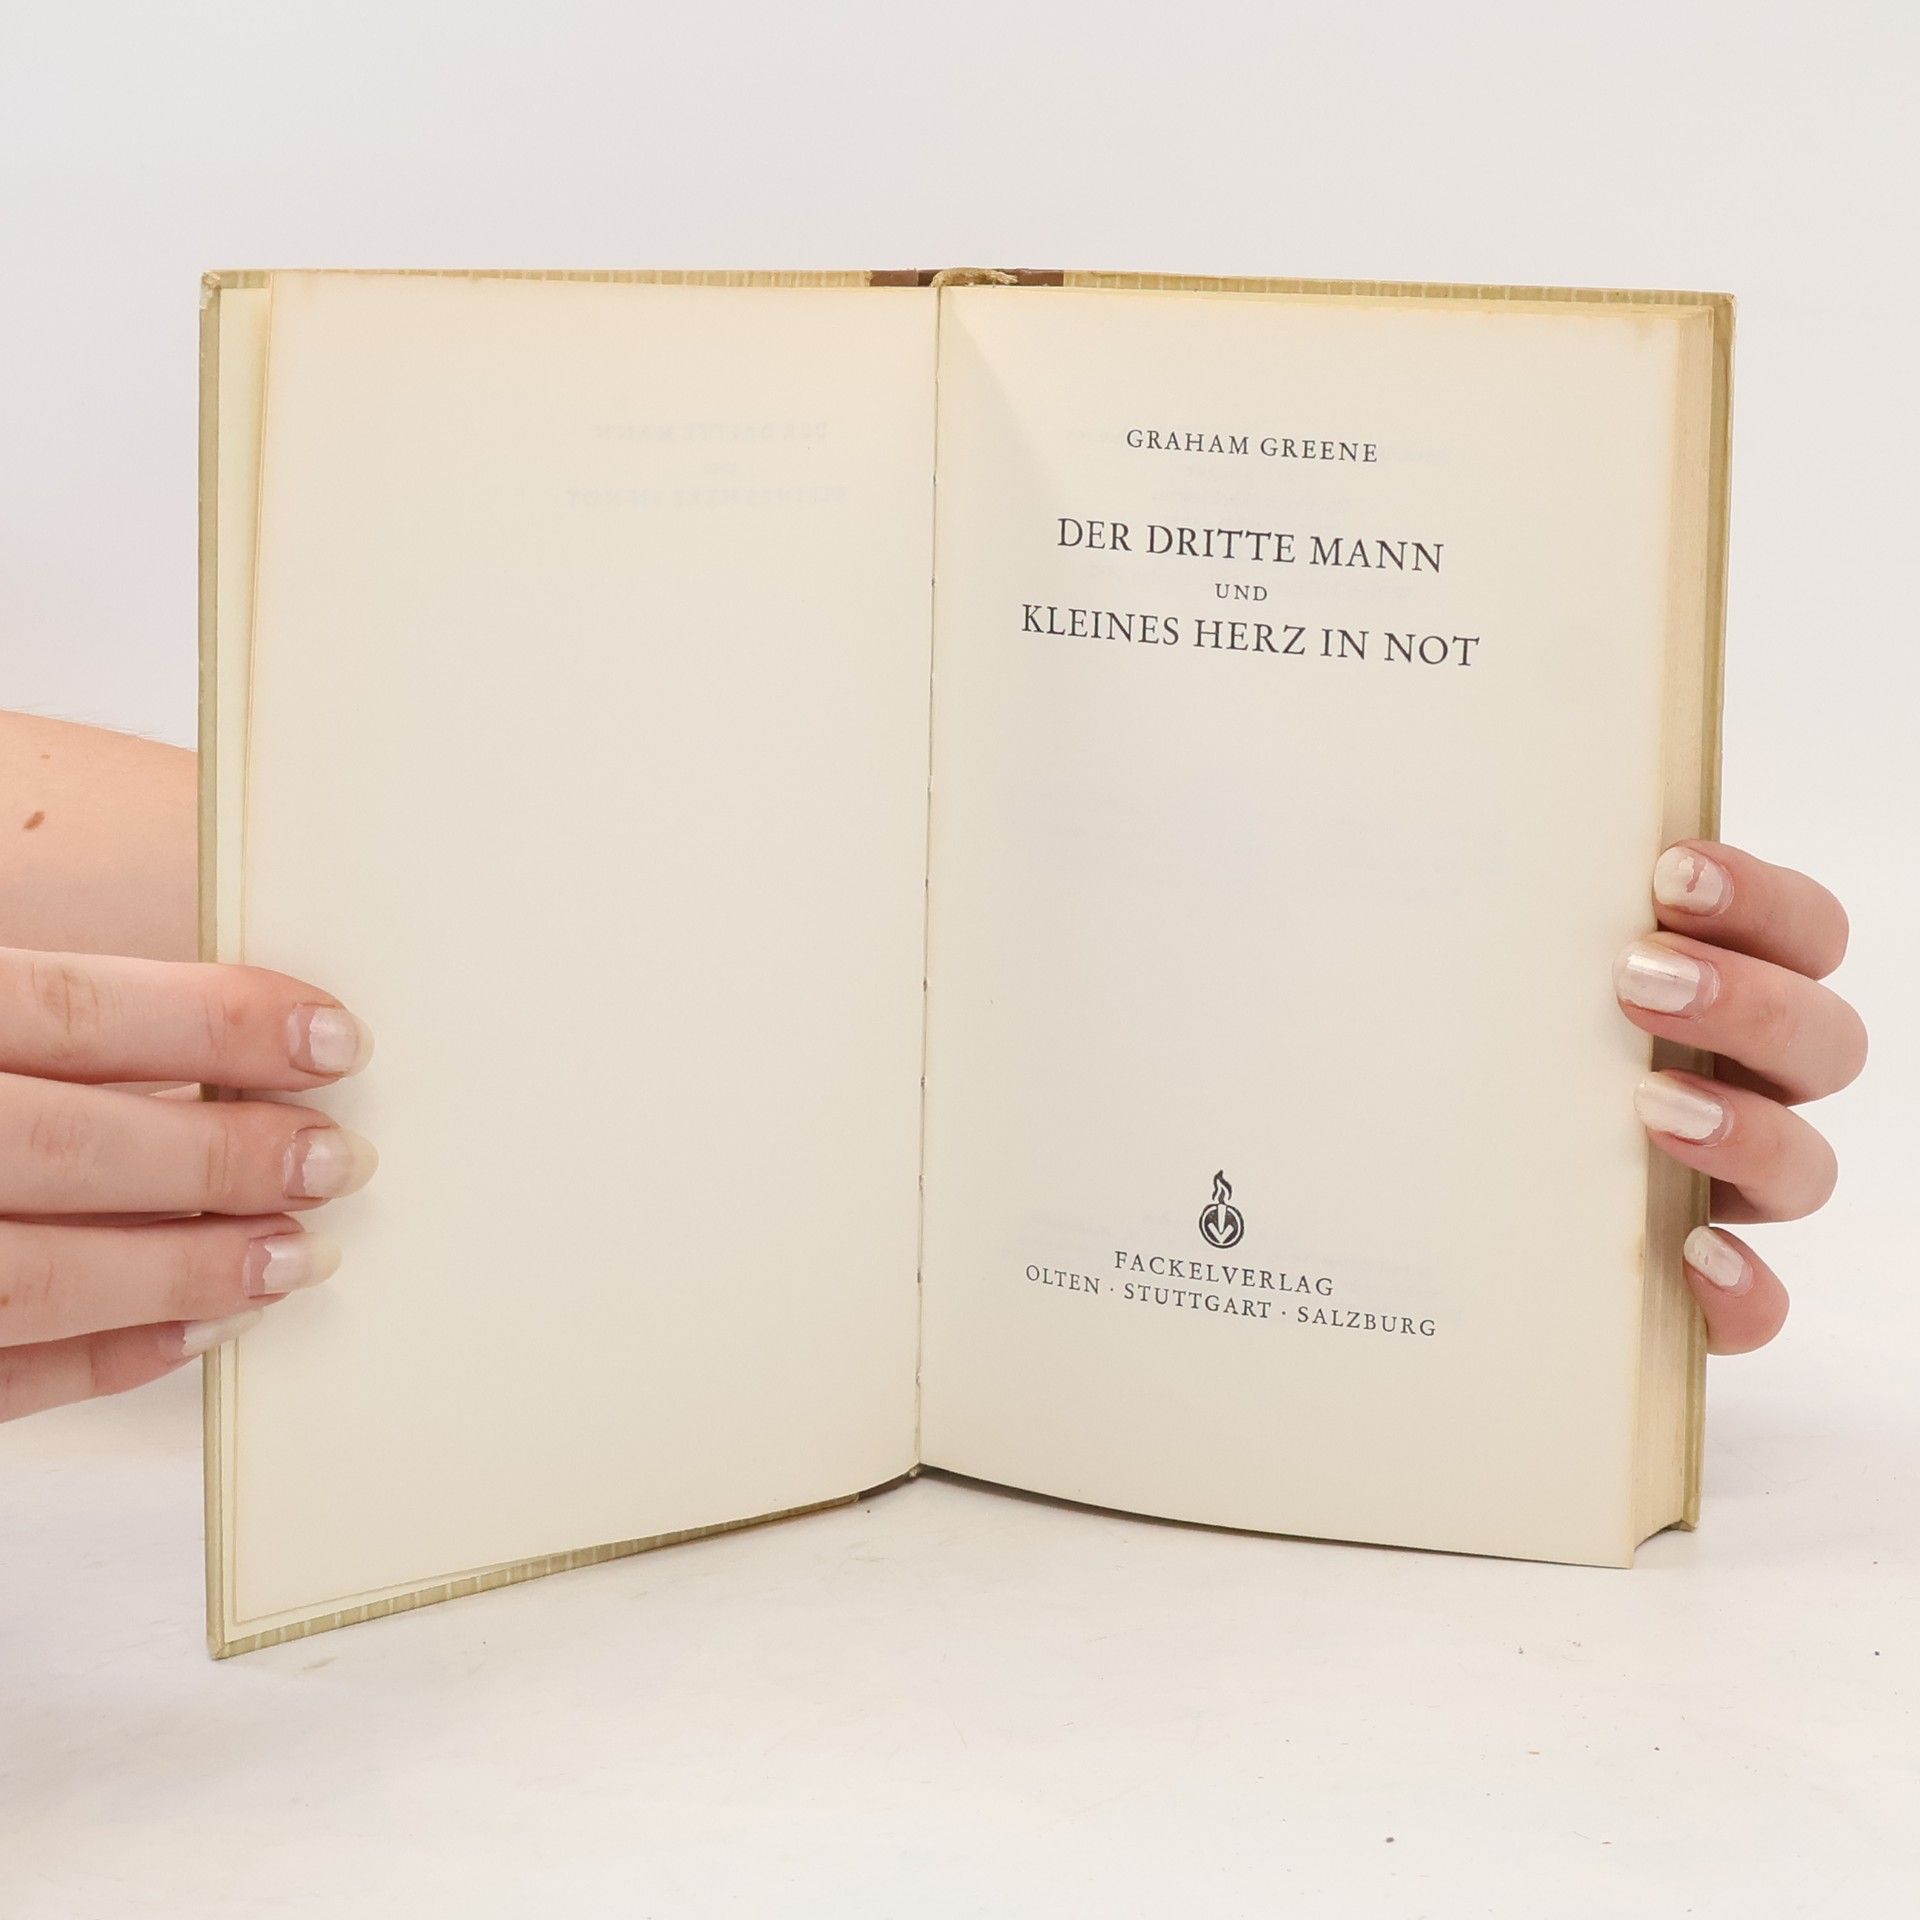 GRAHAM GREENE
DER DRITTE MANN
UND
KLEINES HERZ IN NOT
FACKELVERLAG
OLTEN · STUTTGART · SALZBURG